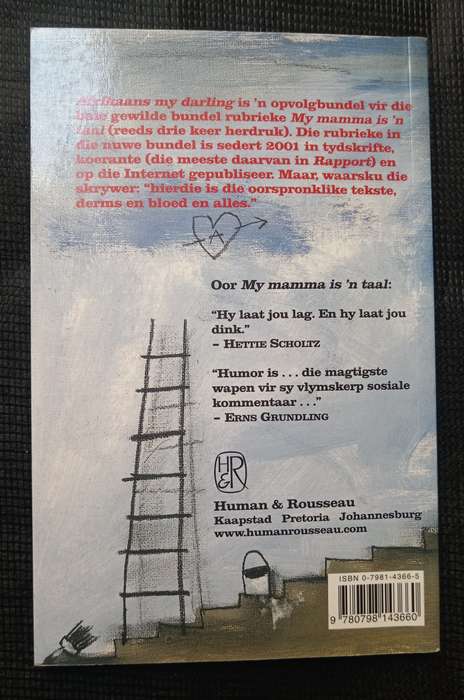 Afrikaans my darling is 'n opvolgbundel vir die
baie gewilde bundel rubrieke My mamma is 'n
taal (reeds drie keer herdruk). Die rubrieke in
die nuwe bundel is sedert 2001 in tydskrifte,
koerante (die meeste daarvan in Rapport) en
op die Internet gepubliseer. Maar, waarsku die
skrywer: “hierdie is die oorspronklike tekste,
derms en bloed en alles.”
A
Oor My mamma is 'n taal:
“Hy laat jou lag. En hy laat jou
dink.”
– HETTIE SCHOLTZ
“Humor is . . . die magtigste
wapen vir sy vlymskerp sosiale
kommentaar . . .”
– ERNS GRUNDLING
H
&R
Human & Rousseau
Kaapstad Pretoria Johannesburg
www.humanrousseau.com
ISBN 0-7981-4366-5
9 780798 143660